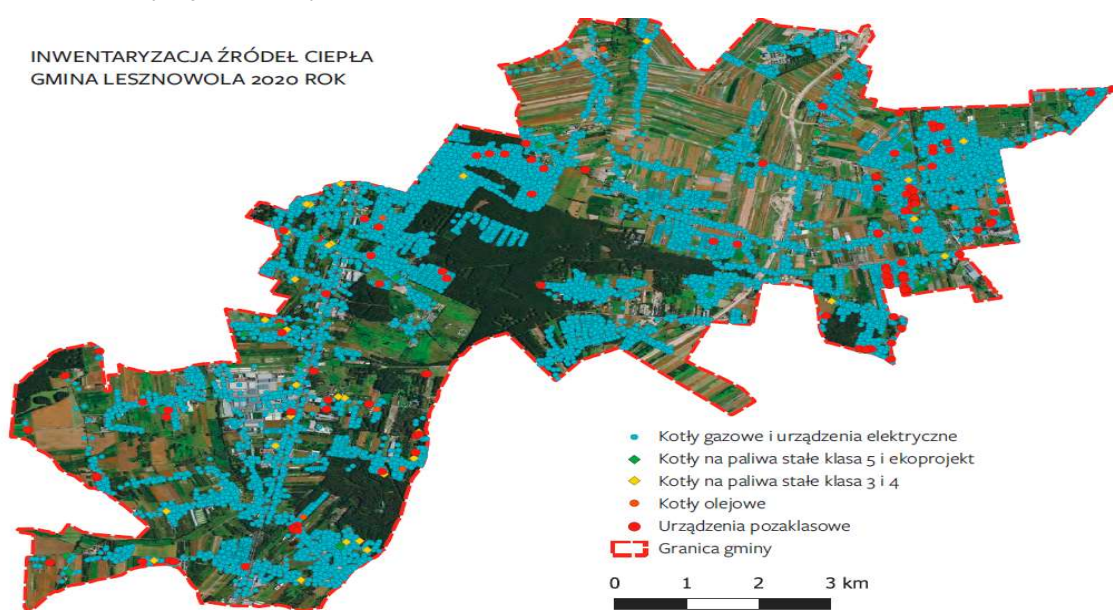 INWENTARYZACJA ŹRÓDEŁ CIEPŁA
GMINA LESZNOWOLA 2020 ROK
Kotły gazowe i urządzenia elektryczne
Kotły na paliwa stałe klasa 5 i ekoprojekt
Kotły na paliwa stałe klasa 3 i 4
Kotły olejowe
Urządzenia pozaklasowe
Granica gminy
0 1 2 3 km